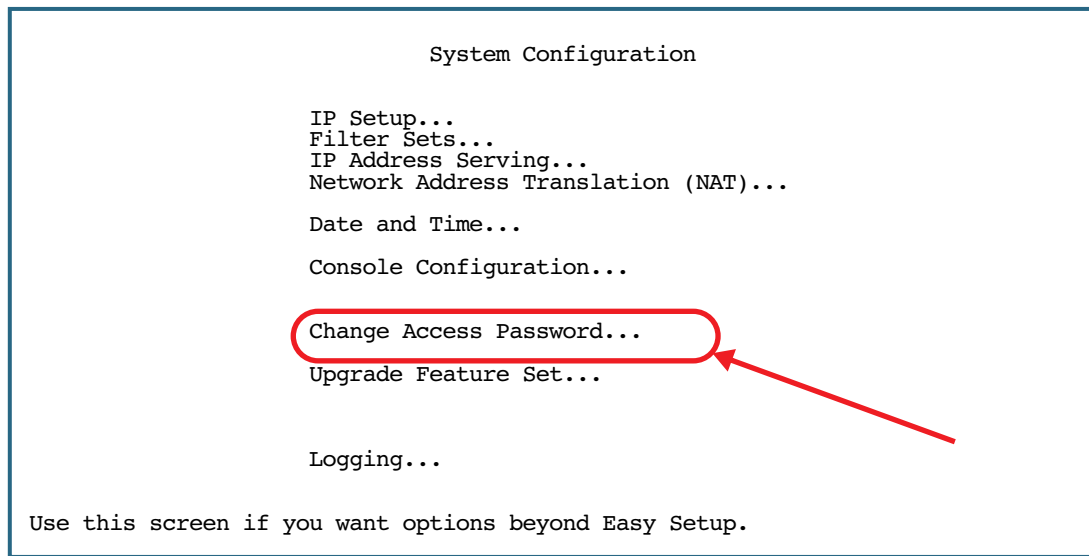 System Configuration
IP Setup...
Filter Sets...
IP Address Serving...
Network Address Translation (NAT)...
Date and Time...
Console Configuration...
Change Access Password...
Upgrade Feature Set...
Logging...
Use this screen if you want options beyond Easy Setup.